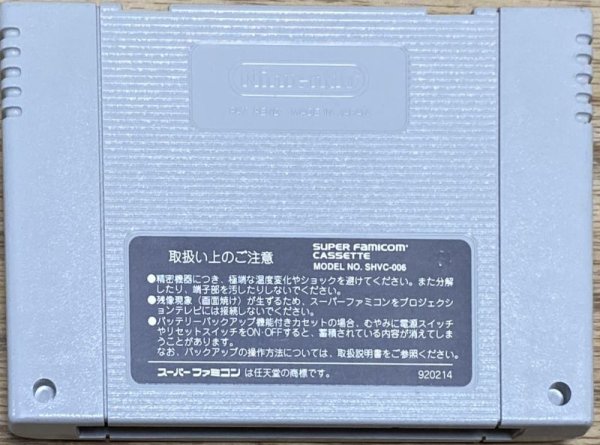 Nintendo
PAT. PEND. MADE IN JAPAN
取扱い上のご注意
SUPER FAMICOM
CASSETTE
MODEL NO. SHVC-006
●精密機器につき、極端な温度変化やショックを避けてください。また分解
したり、端子部を汚したりしないでください。
●残像現象(画面焼け)が生ずるため、スーパーファミコンをプロジェクシ
ョンテレビには接続しないでください。
●バッテリーバックアップ機能付きカセットの場合、むやみに電源スイッチ
やリセットスイッチをON・OFFすると、蓄積されている内容が消えてしま
うことがあります。
なお、バックアップの操作方法については、取扱説明書をご参照ください。
スーパーファミコン は任天堂の商標です。
920214